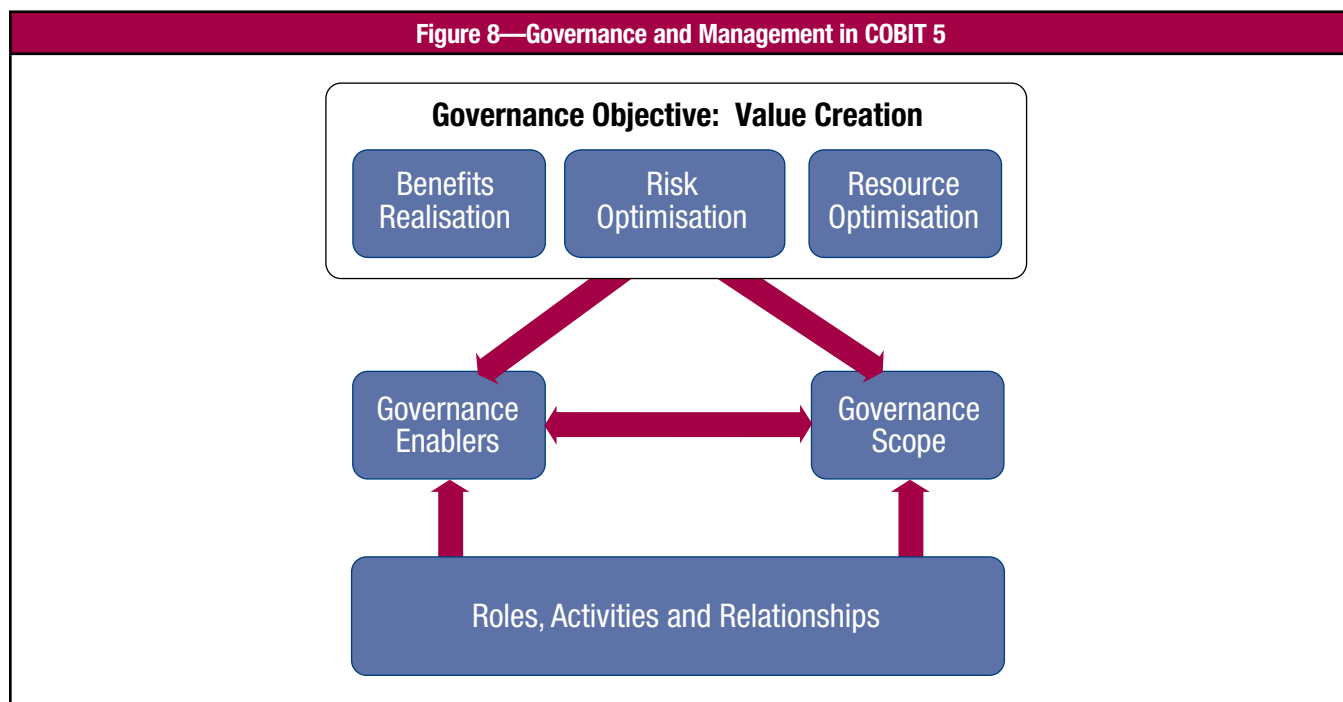 Figure 8—Governance and Management in COBIT 5
Governance Objective: Value Creation
Benefits
Realisation
Risk
Optimisation
Resource
Optimisation
Governance
Enablers
Governance
Scope
Roles, Activities and Relationships